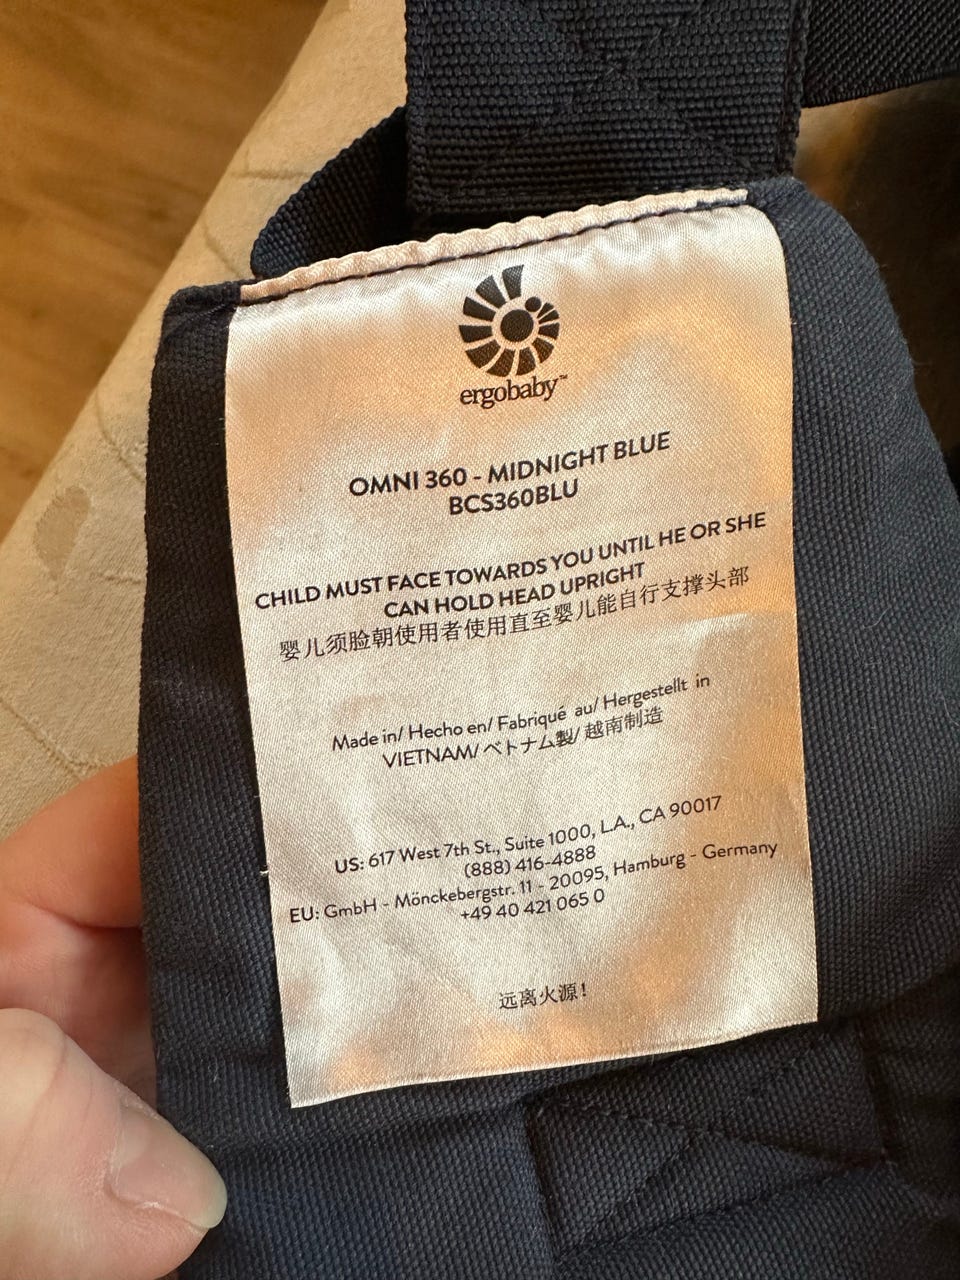 ergobaby™
OMNI 360 - MIDNIGHT BLUE
BCS360BLU
CHILD MUST FACE TOWARDS YOU UNTIL HE OR SHE
CAN HOLD HEAD UPRIGHT
婴儿须脸朝使用者使用直至婴儿能自行支撑头部
Made in/ Hecho en/ Fabriqué au/ Hergestellt in
VIETNAM/ ベトナム製/ 越南制造
US: 617 West 7th St., Suite 1000, L.A., CA 90017
(888) 416-4888
EU: GmbH - Mönckebergstr. 11 - 20095, Hamburg - Germany
+49 40 421 065 0
远离火源!